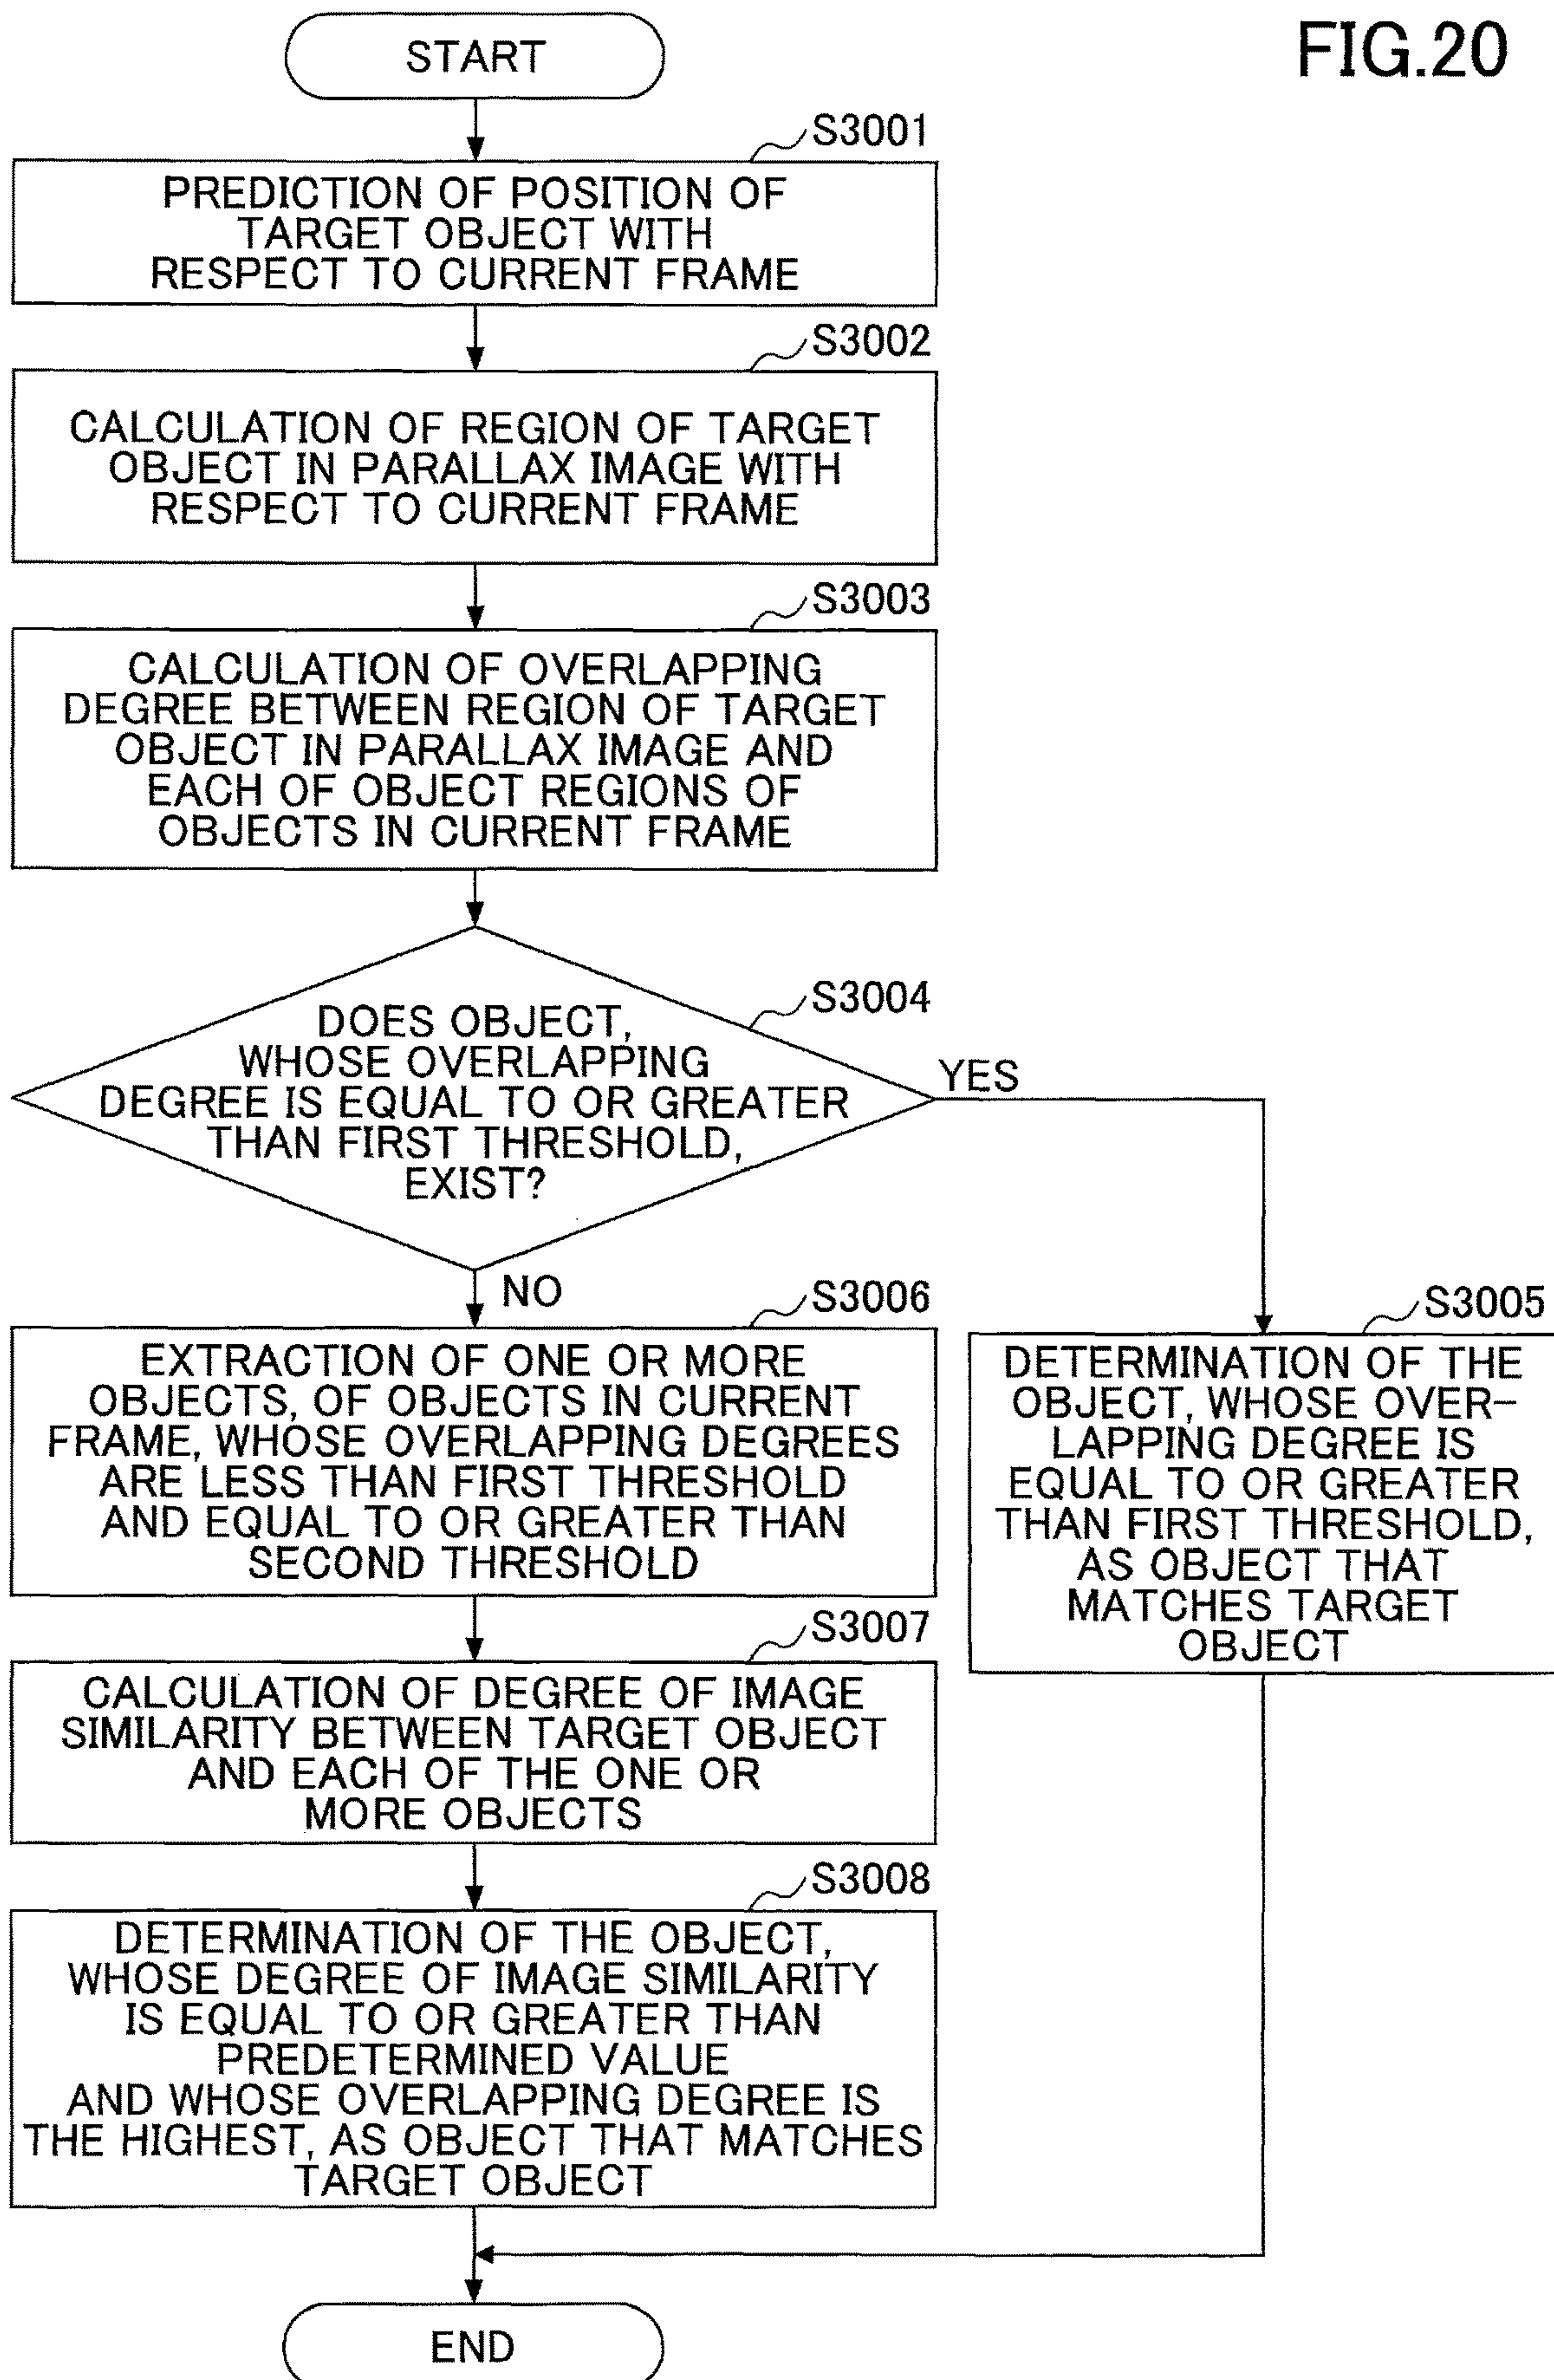 FIG.20
START
S3001
PREDICTION OF POSITION OF
TARGET OBJECT WITH
RESPECT TO CURRENT FRAME
S3002
CALCULATION OF REGION OF TARGET
OBJECT IN PARALLAX IMAGE WITH
RESPECT TO CURRENT FRAME
S3003
CALCULATION OF OVERLAPPING
DEGREE BETWEEN REGION OF TARGET
OBJECT IN PARALLAX IMAGE AND
EACH OF OBJECT REGIONS OF
OBJECTS IN CURRENT FRAME
S3004
DOES OBJECT,
WHOSE OVERLAPPING
DEGREE IS EQUAL TO OR GREATER
THAN FIRST THRESHOLD,
EXIST?
YES
NO
S3005
DETERMINATION OF THE
OBJECT, WHOSE OVER-
LAPPING DEGREE IS
EQUAL TO OR GREATER
THAN FIRST THRESHOLD,
AS OBJECT THAT
MATCHES TARGET
OBJECT
S3006
EXTRACTION OF ONE OR MORE
OBJECTS, OF OBJECTS IN CURRENT
FRAME, WHOSE OVERLAPPING DEGREES
ARE LESS THAN FIRST THRESHOLD
AND EQUAL TO OR GREATER THAN
SECOND THRESHOLD
S3007
CALCULATION OF DEGREE OF IMAGE
SIMILARITY BETWEEN TARGET OBJECT
AND EACH OF THE ONE OR
MORE OBJECTS
S3008
DETERMINATION OF THE OBJECT,
WHOSE DEGREE OF IMAGE SIMILARITY
IS EQUAL TO OR GREATER THAN
PREDETERMINED VALUE
AND WHOSE OVERLAPPING DEGREE IS
THE HIGHEST, AS OBJECT THAT MATCHES
TARGET OBJECT
END